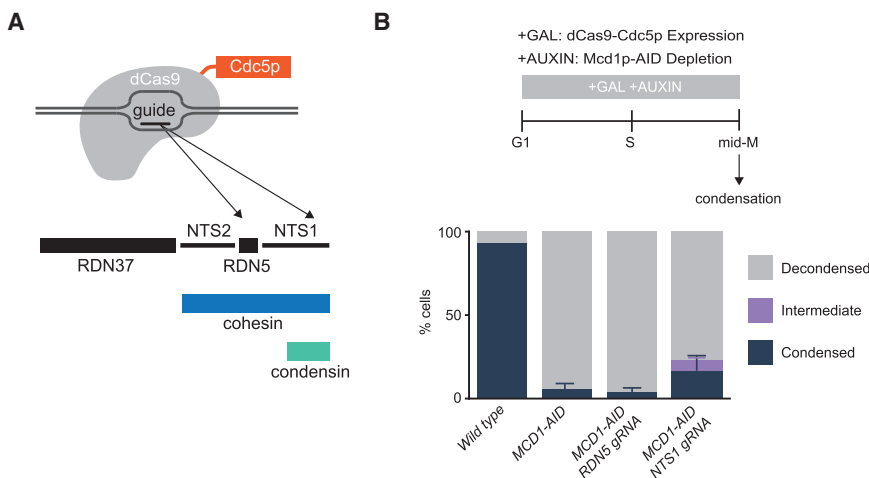 A
Cdc5p
dCas9
guide
NTS2
NTS1
RDN37
RDN5
cohesin
condensin
B
+GAL: dCas9-Cdc5p Expression
+AUXIN: Mcd1p-AID Depletion
+GAL +AUXIN
G1
S
mid-M
condensation
100
50
0
% cells
Decondensed
Intermediate
Condensed
Wild type
MCD1-AID
MCD1-AID
RDN5 gRNA
MCD1-AID
NTS1 gRNA